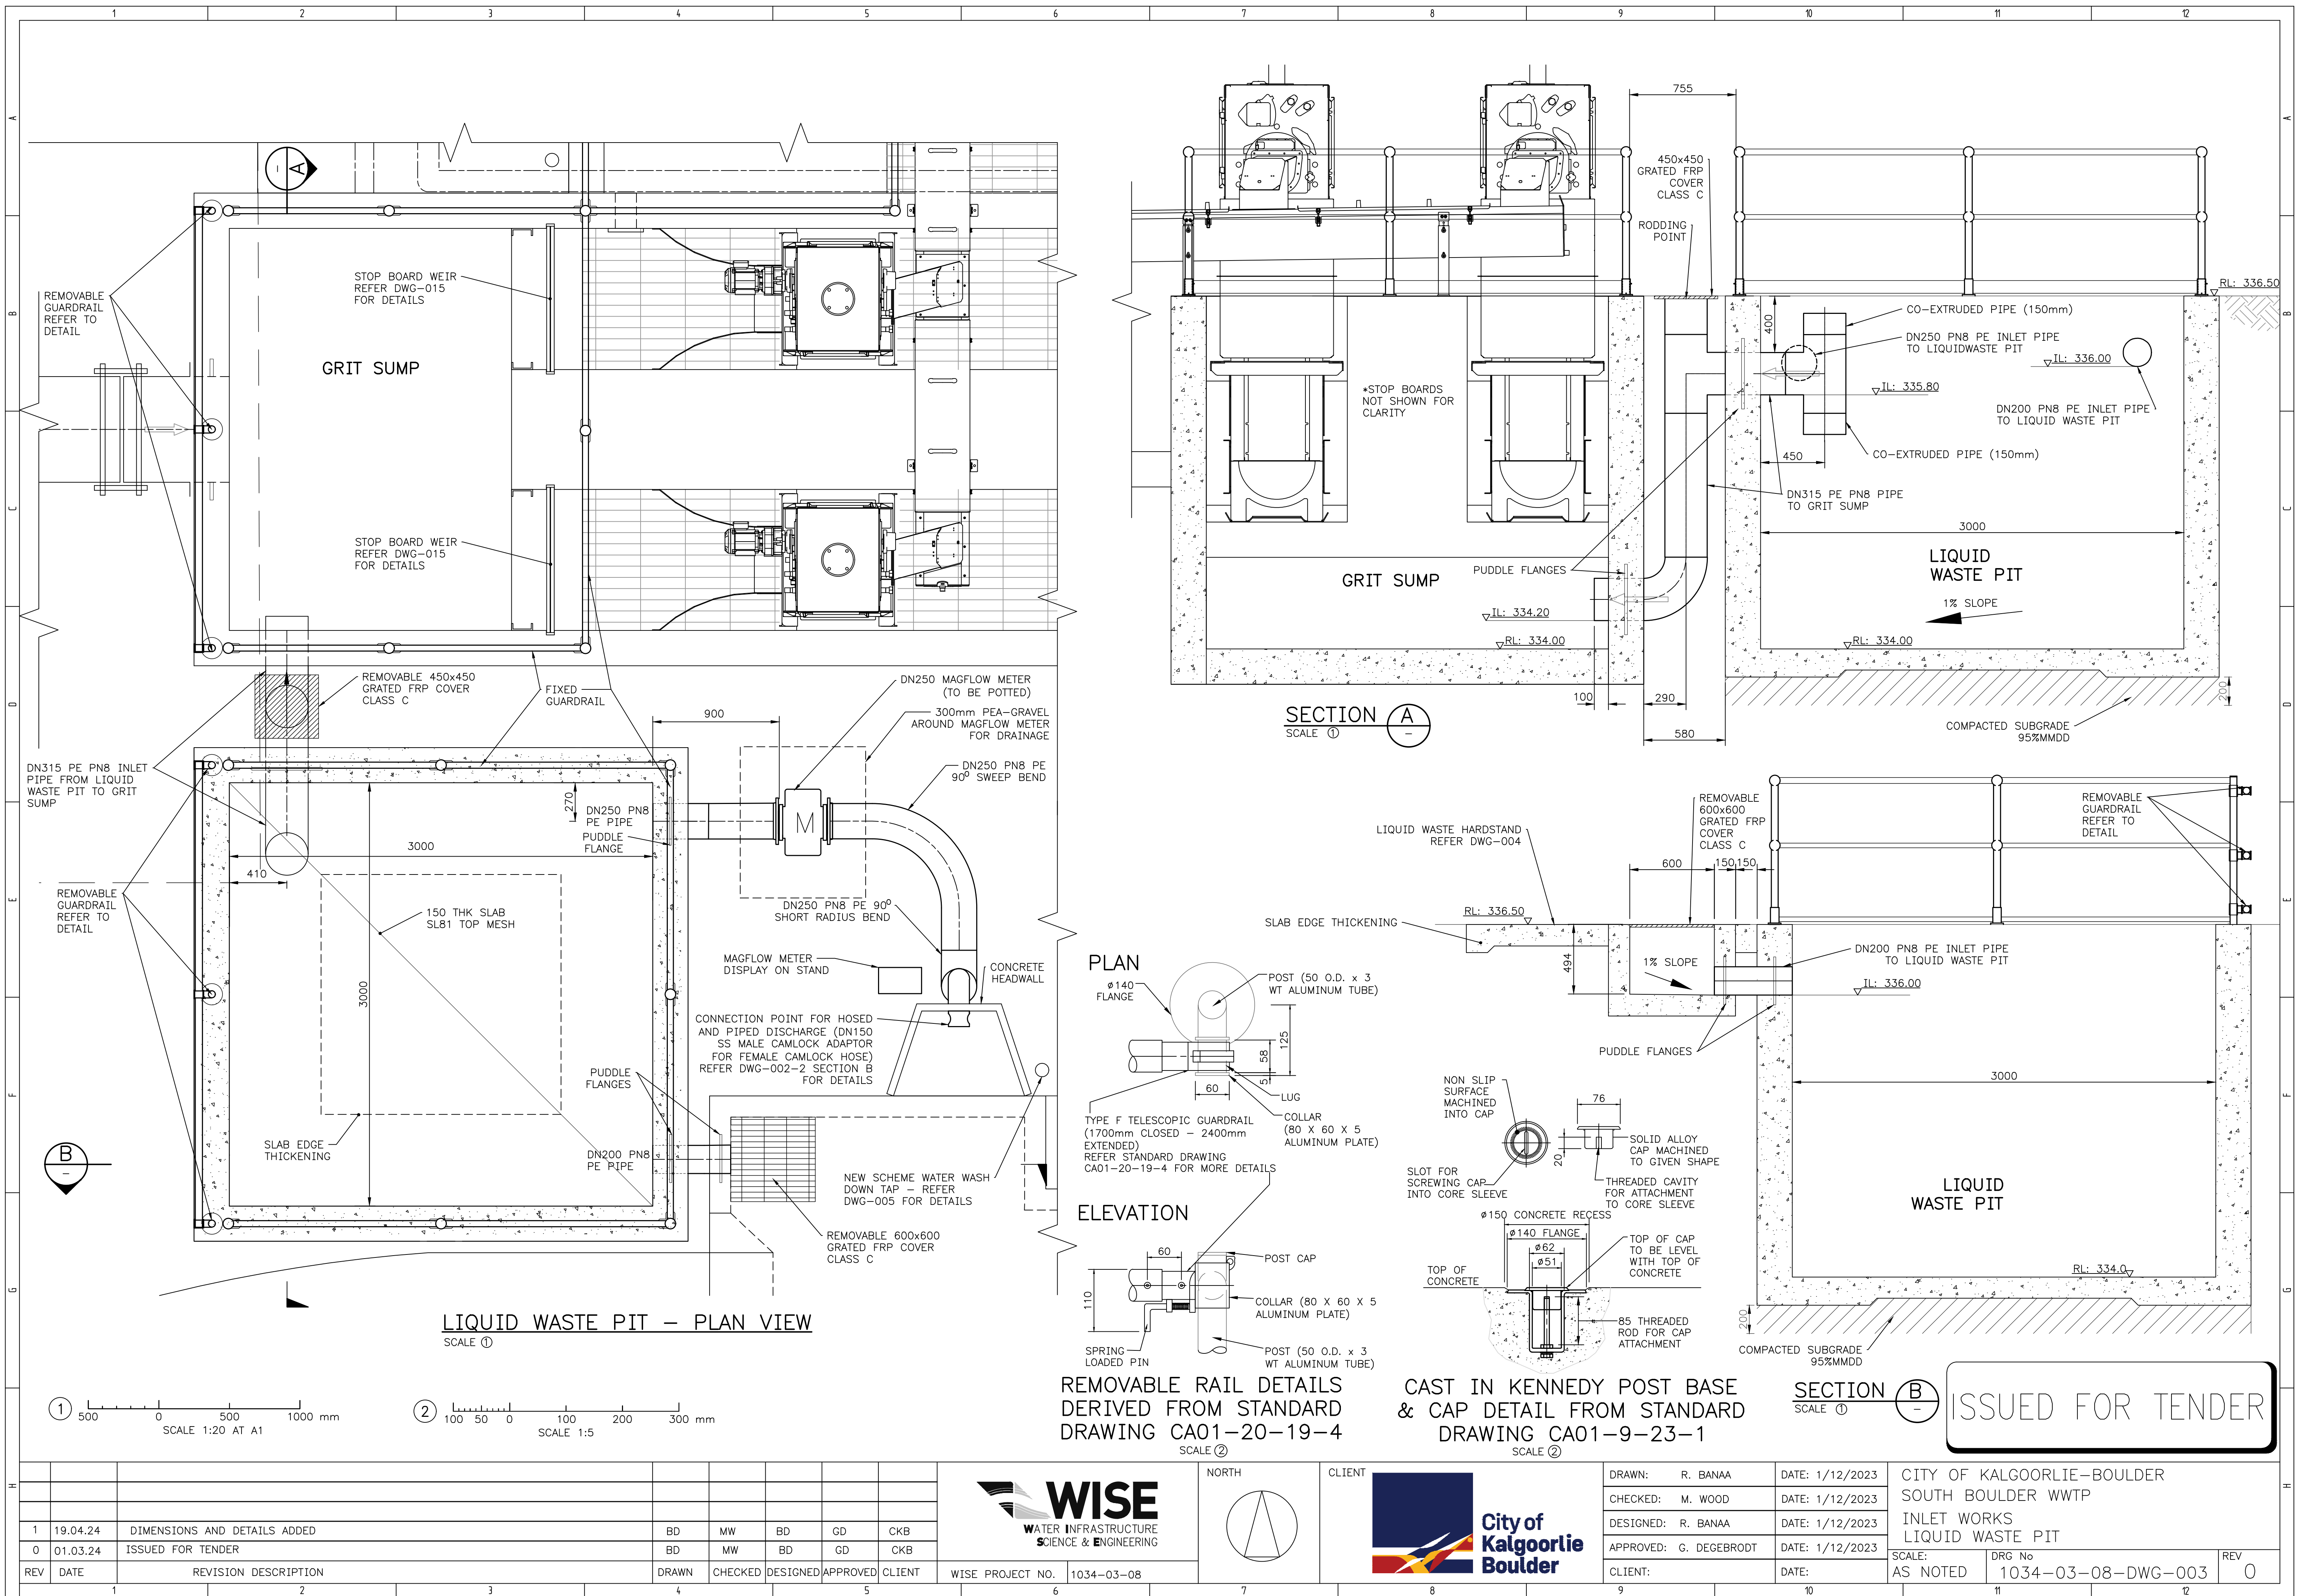 1 2 3 4 5 6 7 8 9 10 11 12
A
B
C
D
E
F
G
H
A
REMOVABLE
GUARDRAIL
REFER TO
DETAIL
STOP BOARD WEIR
REFER DWG-015
FOR DETAILS
GRIT SUMP
STOP BOARD WEIR
REFER DWG-015
FOR DETAILS
REMOVABLE 450x450
GRATED FRP COVER
CLASS C
FIXED
GUARDRAIL
DN250 MAGFLOW METER
(TO BE POTTED)
300mm PEA-GRAVEL
AROUND MAGFLOW METER
FOR DRAINAGE
900
DN315 PE PN8 INLET
PIPE FROM LIQUID
WASTE PIT TO GRIT
SUMP
DN250 PN8 PE
90° SWEEP BEND
270
DN250 PN8
PE PIPE
PUDDLE
FLANGE
M
3000
410
REMOVABLE
GUARDRAIL
REFER TO
DETAIL
150 THK SLAB
SL81 TOP MESH
DN250 PN8 PE 90°
SHORT RADIUS BEND
MAGFLOW METER
DISPLAY ON STAND
CONCRETE
HEADWALL
3000
CONNECTION POINT FOR HOSED
AND PIPED DISCHARGE (DN150
SS MALE CAMLOCK ADAPTOR
FOR FEMALE CAMLOCK HOSE)
REFER DWG-002-2 SECTION B
FOR DETAILS
PUDDLE
FLANGES
SLAB EDGE
THICKENING
DN200 PN8
PE PIPE
NEW SCHEME WATER WASH
DOWN TAP - REFER
DWG-005 FOR DETAILS
REMOVABLE 600x600
GRATED FRP COVER
CLASS C
B
LIQUID WASTE PIT - PLAN VIEW
SCALE 1
755
450x450
GRATED FRP
COVER
CLASS C
RODDING
POINT
RL: 336.50
400
CO-EXTRUDED PIPE (150mm)
DN250 PN8 PE INLET PIPE
TO LIQUIDWASTE PIT
IL: 336.00
IL: 335.80
*STOP BOARDS
NOT SHOWN FOR
CLARITY
DN200 PN8 PE INLET PIPE
TO LIQUID WASTE PIT
450
CO-EXTRUDED PIPE (150mm)
DN315 PE PN8 PIPE
TO GRIT SUMP
3000
LIQUID
WASTE PIT
1% SLOPE
GRIT SUMP
PUDDLE FLANGES
IL: 334.20
RL: 334.00
RL: 334.00
100
290
580
200
COMPACTED SUBGRADE
95%MMDD
SECTION A
SCALE 1
REMOVABLE
600x600
GRATED FRP
COVER
CLASS C
REMOVABLE
GUARDRAIL
REFER TO
DETAIL
LIQUID WASTE HARDSTAND
REFER DWG-004
600
150 150
RL: 336.50
SLAB EDGE THICKENING
494
1% SLOPE
DN200 PN8 PE INLET PIPE
TO LIQUID WASTE PIT
IL: 336.00
PUDDLE FLANGES
3000
LIQUID
WASTE PIT
RL: 334.0
200
COMPACTED SUBGRADE
95%MMDD
SECTION B
SCALE 1
PLAN
ø140
FLANGE
POST (50 O.D. x 3
WT ALUMINUM TUBE)
125
58
5
60
LUG
COLLAR
(80 X 60 X 5
ALUMINUM PLATE)
TYPE F TELESCOPIC GUARDRAIL
(1700mm CLOSED - 2400mm
EXTENDED)
REFER STANDARD DRAWING
CA01-20-19-4 FOR MORE DETAILS
ELEVATION
60
POST CAP
110
COLLAR (80 X 60 X 5
ALUMINUM PLATE)
SPRING
LOADED PIN
POST (50 O.D. x 3
WT ALUMINUM TUBE)
REMOVABLE RAIL DETAILS
DERIVED FROM STANDARD
DRAWING CA01-20-19-4
SCALE 2
NON SLIP
SURFACE
MACHINED
INTO CAP
76
20
SOLID ALLOY
CAP MACHINED
TO GIVEN SHAPE
SLOT FOR
SCREWING CAP
INTO CORE SLEEVE
THREADED CAVITY
FOR ATTACHMENT
TO CORE SLEEVE
ø150 CONCRETE RECESS
ø140 FLANGE
ø62
ø51
TOP OF CAP
TO BE LEVEL
WITH TOP OF
CONCRETE
TOP OF
CONCRETE
85 THREADED
ROD FOR CAP
ATTACHMENT
CAST IN KENNEDY POST BASE
& CAP DETAIL FROM STANDARD
DRAWING CA01-9-23-1
SCALE 2
ISSUED FOR TENDER
1 500 0 500 1000 mm
SCALE 1:20 AT A1
2 100 50 0 100 200 300 mm
SCALE 1:5
1 19.04.24 DIMENSIONS AND DETAILS ADDED BD MW BD GD CKB
0 01.03.24 ISSUED FOR TENDER BD MW BD GD CKB
REV DATE REVISION DESCRIPTION DRAWN CHECKED DESIGNED APPROVED CLIENT
WISE
WATER INFRASTRUCTURE
SCIENCE & ENGINEERING
WISE PROJECT NO. 1034-03-08
NORTH
CLIENT
City of
Kalgoorlie
Boulder
DRAWN: R. BANAA DATE: 1/12/2023
CHECKED: M. WOOD DATE: 1/12/2023
DESIGNED: R. BANAA DATE: 1/12/2023
APPROVED: G. DEGEBRODT DATE: 1/12/2023
CLIENT: DATE:
CITY OF KALGOORLIE-BOULDER
SOUTH BOULDER WWTP
INLET WORKS
LIQUID WASTE PIT
SCALE:
AS NOTED
DRG No
1034-03-08-DWG-003
REV
0
1 2 3 4 5 6 7 8 9 10 11 12